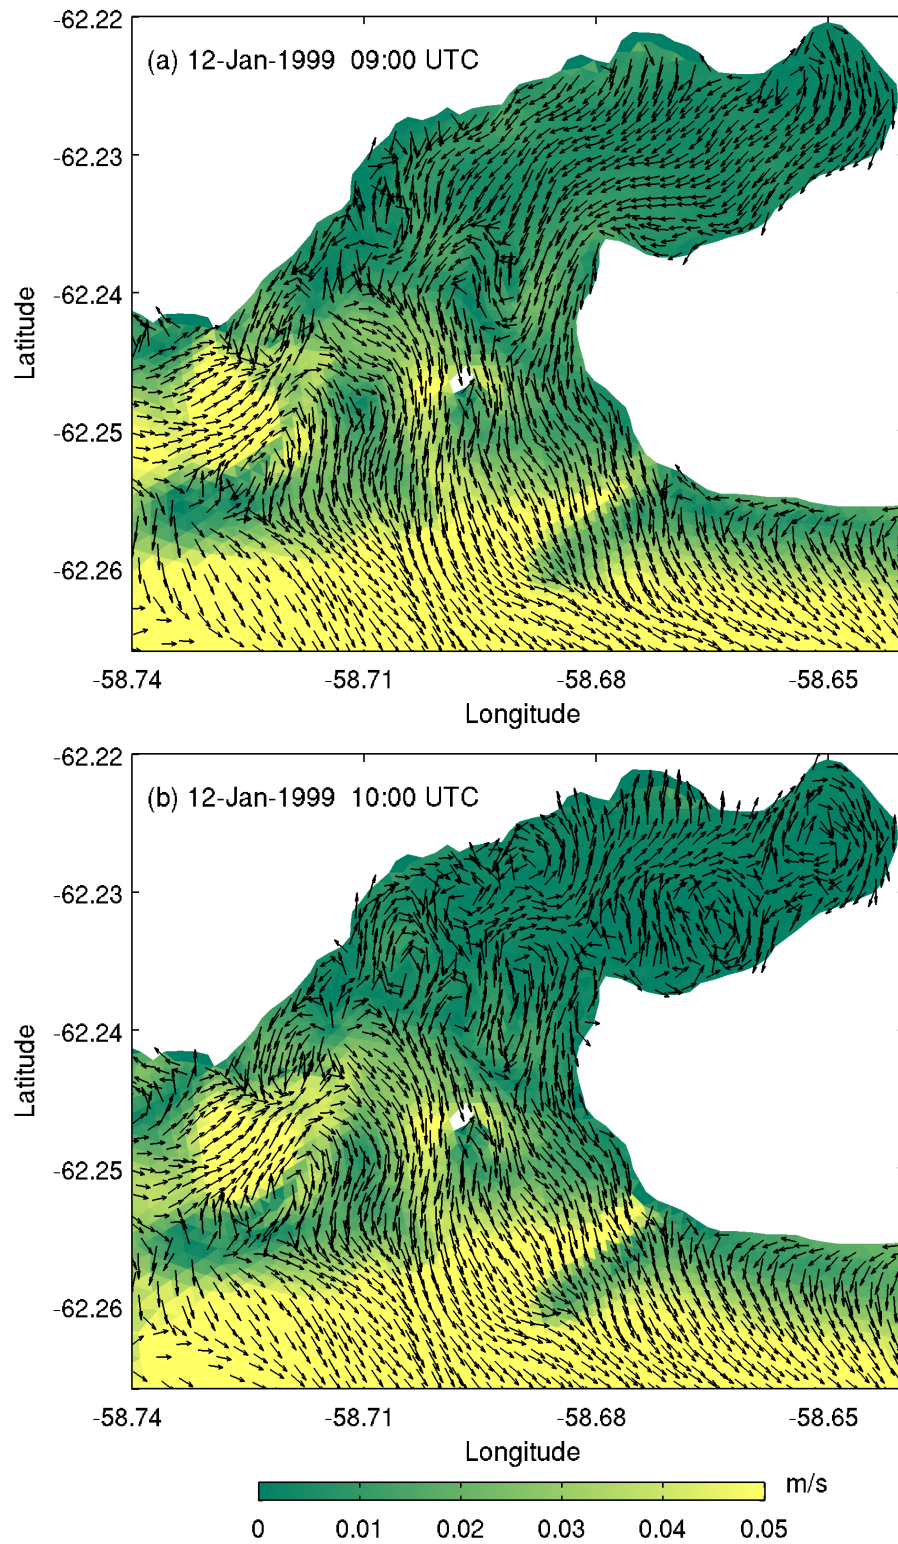 -62.22
(a) 12-Jan-1999 09:00 UTC
-62.23
-62.24
Latitude
-62.25
-62.26
-58.74 -58.71 -58.68 -58.65
Longitude
-62.22
(b) 12-Jan-1999 10:00 UTC
-62.23
-62.24
Latitude
-62.25
-62.26
-58.74 -58.71 -58.68 -58.65
Longitude
m/s
0 0.01 0.02 0.03 0.04 0.05